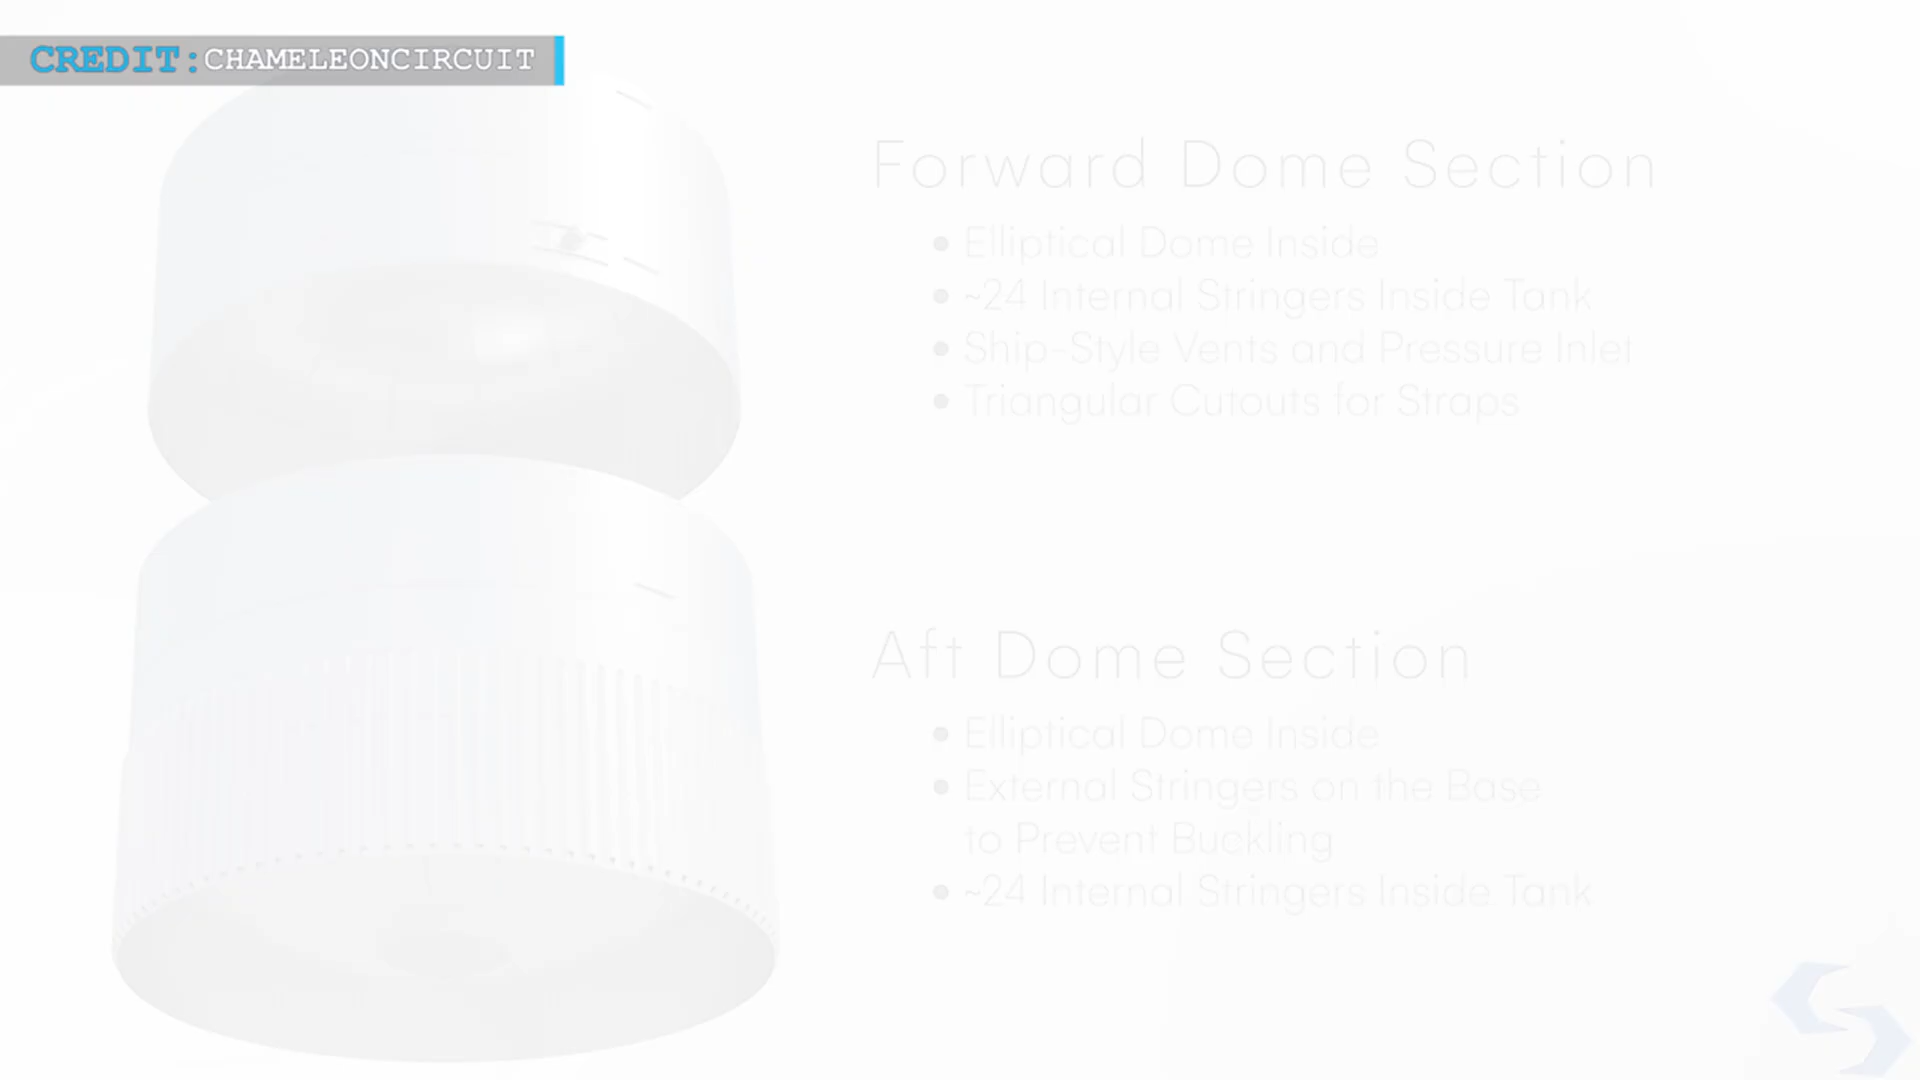 CREDIT:CHAMELEONCIRCUIT
Forward Dome Section
• Elliptical Dome Inside
• ~24 Internal Stringers Inside Tank
• Ship-Style Vents and Pressure Inlet
• Triangular Cutouts for Straps
Aft Dome Section
• Elliptical Dome Inside
• External Stringers on the Base
to Prevent Buckling
• ~24 Internal Stringers Inside Tank